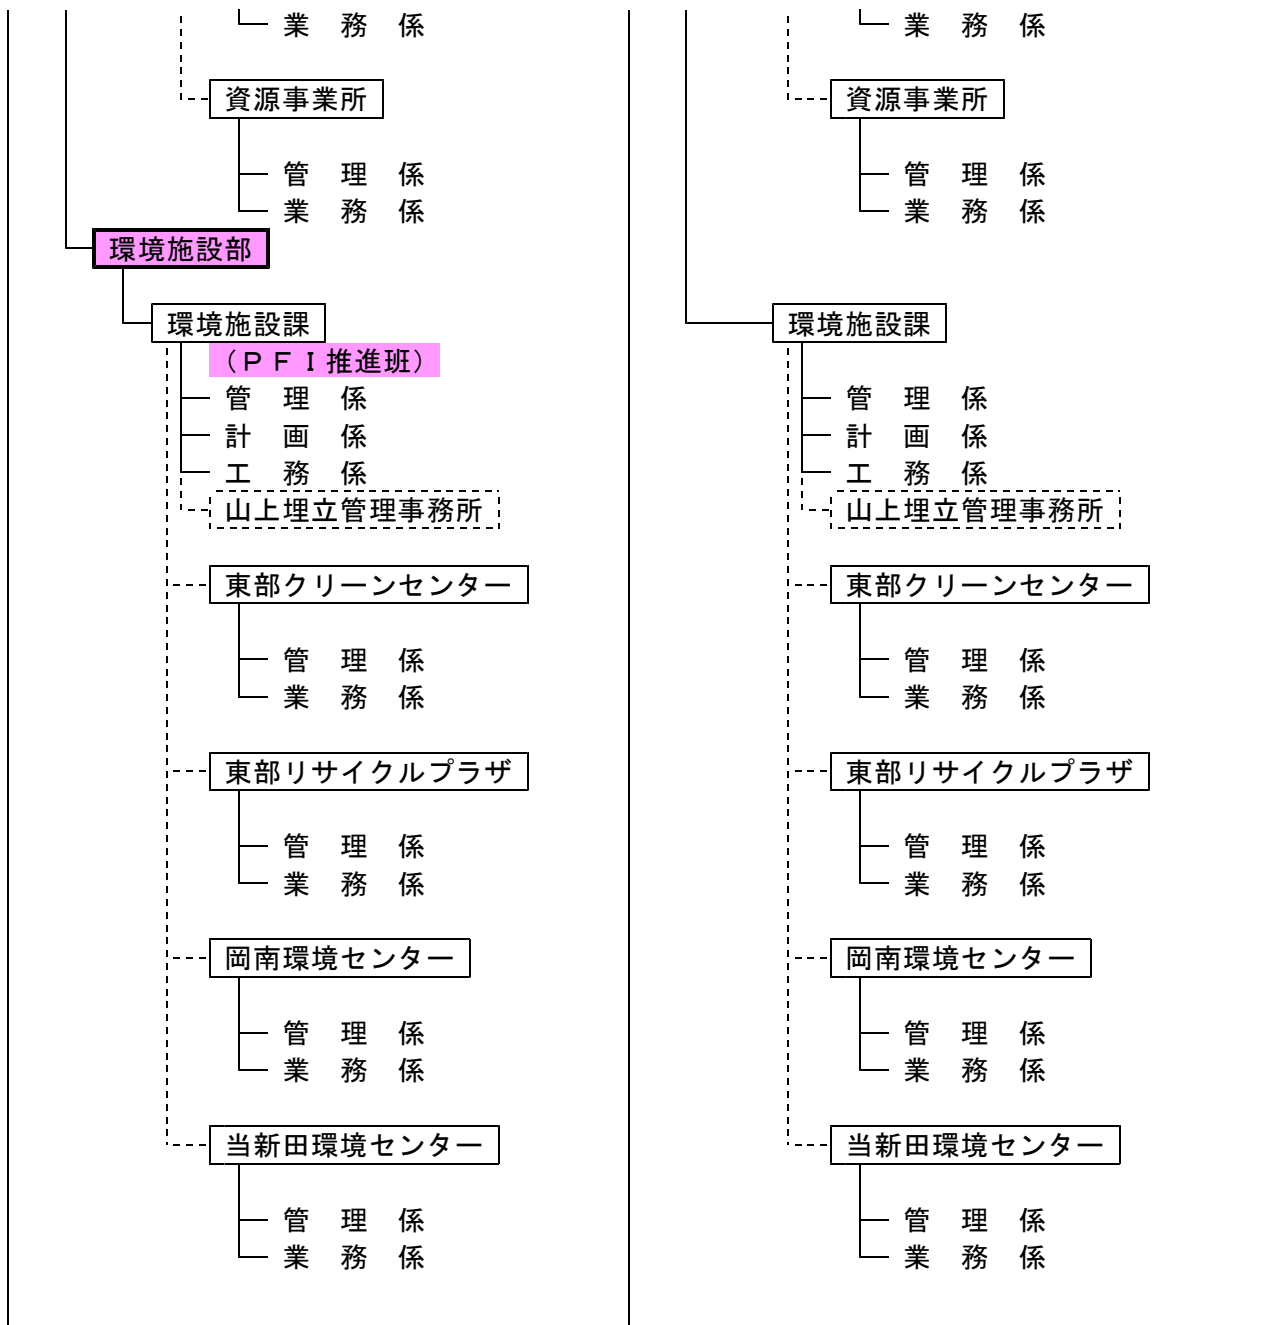 業　務　係
資源事業所
管　理　係
業　務　係
環境施設部
環境施設課
（ＰＦＩ推進班）
管　理　係
計　画　係
工　務　係
山上埋立管理事務所
東部クリーンセンター
管　理　係
業　務　係
東部リサイクルプラザ
管　理　係
業　務　係
岡南環境センター
管　理　係
業　務　係
当新田環境センター
管　理　係
業　務　係
業　務　係
資源事業所
管　理　係
業　務　係
環境施設課
管　理　係
計　画　係
工　務　係
山上埋立管理事務所
東部クリーンセンター
管　理　係
業　務　係
東部リサイクルプラザ
管　理　係
業　務　係
岡南環境センター
管　理　係
業　務　係
当新田環境センター
管　理　係
業　務　係